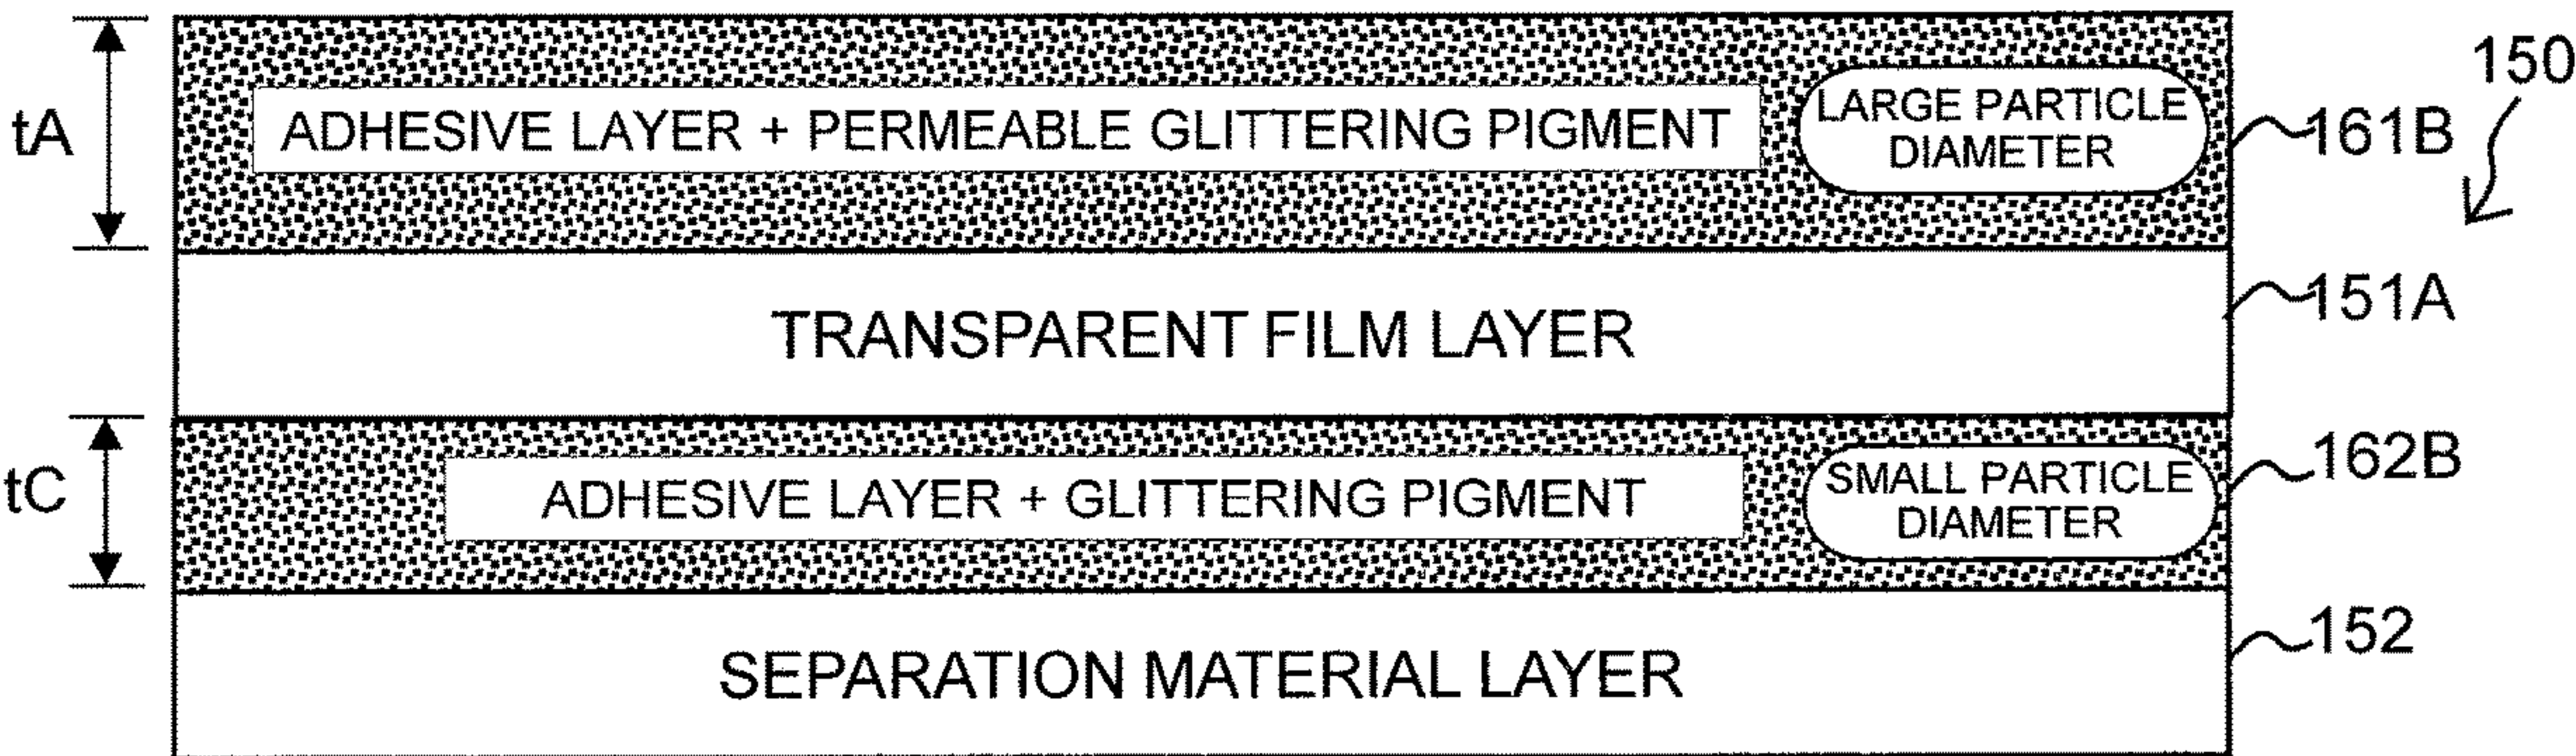 150
tA
ADHESIVE LAYER + PERMEABLE GLITTERING PIGMENT
LARGE PARTICLE
DIAMETER
161B
TRANSPARENT FILM LAYER
151A
tC
ADHESIVE LAYER + GLITTERING PIGMENT
SMALL PARTICLE
DIAMETER
162B
SEPARATION MATERIAL LAYER
152